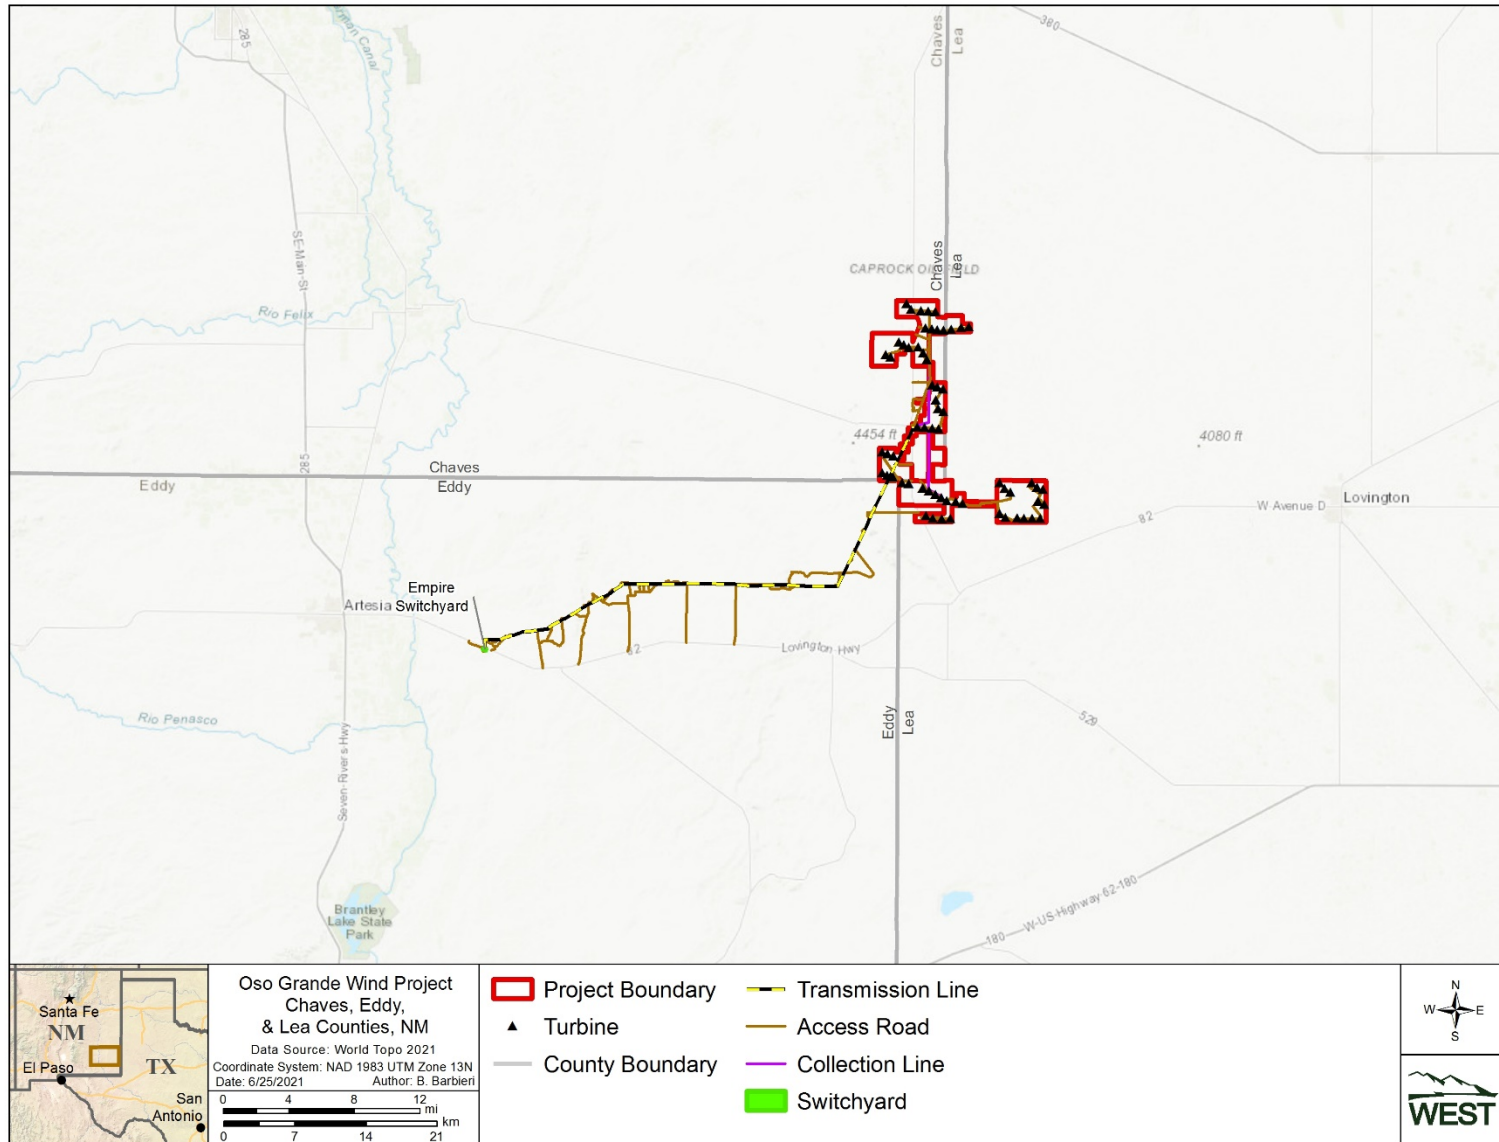 285
rman Canal
380
Chaves
Lea
SE-Main-St
Rio Felix
CAPROCK OIL FIELD
Chaves
Lea
4454 ft
4080 ft
285
Chaves
Eddy
Eddy
W Avenue D
Lovington
82
Empire
Switchyard
Artesia
82
Lovington Hwy
Rio Penasco
Seven-Rivers-Hwy
Eddy
Lea
529
Brantley
Lake State
Park
180
W-US-Highway 62-180
Santa Fe
NM
El Paso
TX
San
Antonio
Oso Grande Wind Project
Chaves, Eddy,
& Lea Counties, NM
Data Source: World Topo 2021
Coordinate System: NAD 1983 UTM Zone 13N
Date: 6/25/2021 Author: B. Barbieri
0 4 8 12
mi
km
0 7 14 21
Project Boundary
Turbine
County Boundary
Transmission Line
Access Road
Collection Line
Switchyard
N
W E
S
WEST